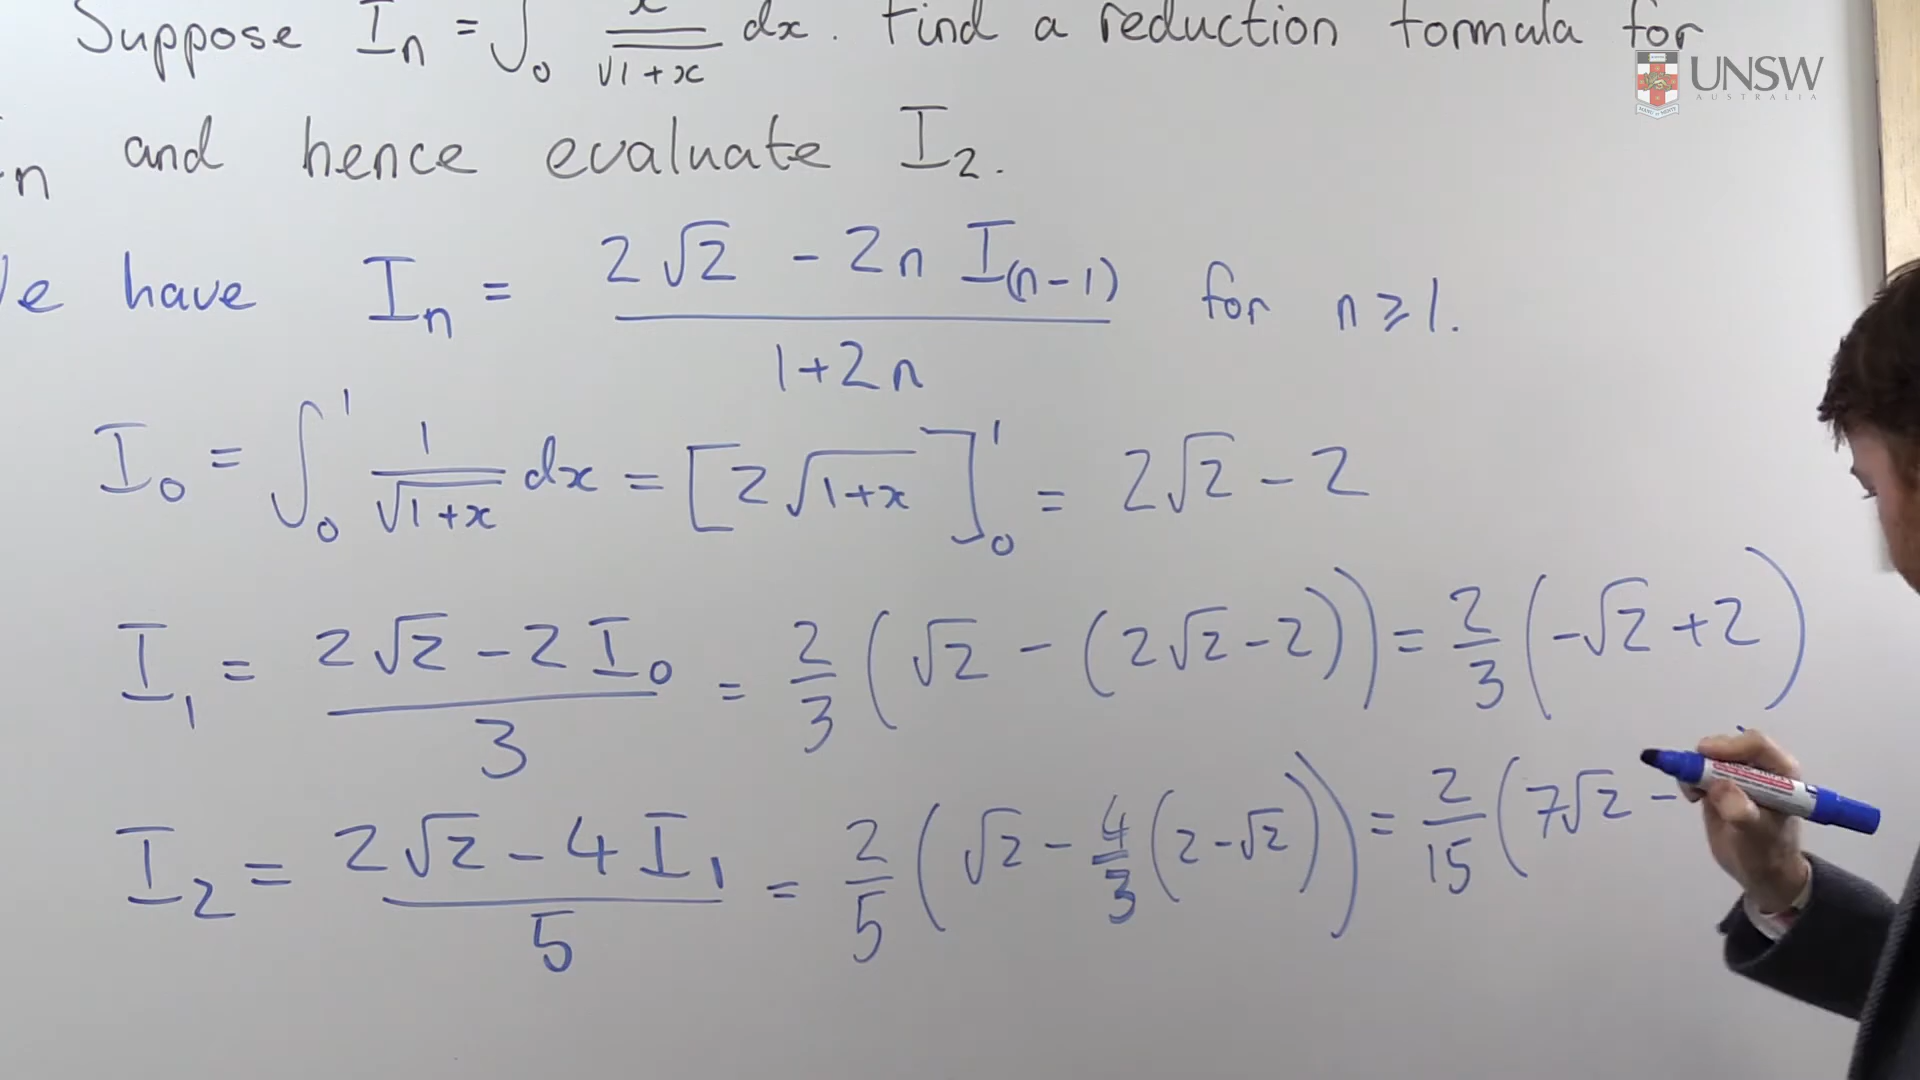 Suppose Iₙ = ∫₀ x/√(1+x) dx. Find a reduction formula for
UNSW
AUSTRALIA
n and hence evaluate I₂.
e have Iₙ = (2√2 - 2n I₍ₙ₋₁₎)/(1+2n) for n ≥ 1.
I₀ = ∫₀¹ 1/√(1+x) dx = [2√(1+x)]₀¹ = 2√2 - 2
I₁ = (2√2 - 2I₀)/3 = 2/3 (√2 - (2√2 - 2)) = 2/3 (-√2 + 2)
I₂ = (2√2 - 4I₁)/5 = 2/5 (√2 - 4/3 (2 - √2)) = 2/15 (7√2 -